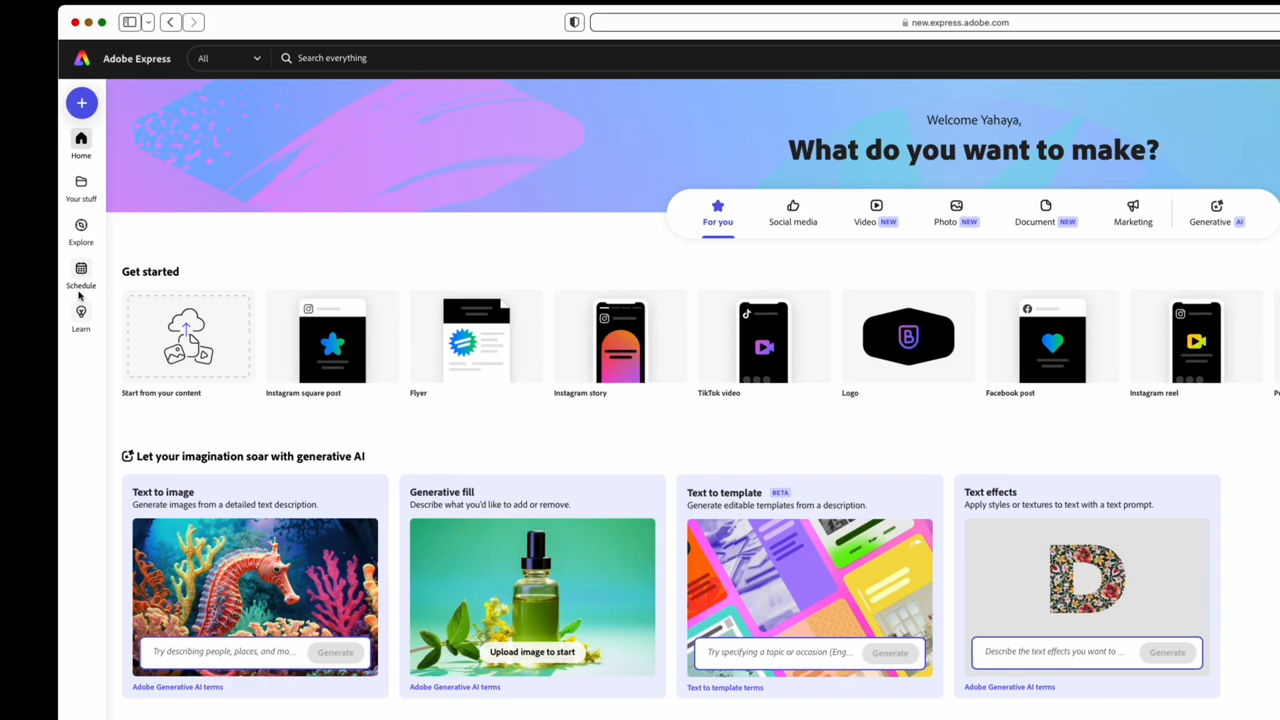 new.express.adobe.com
Adobe Express
All
Search everything
Home
Your stuff
Explore
Schedule
Learn
Welcome Yahaya,
What do you want to make?
For you
Social media
Video NEW
Photo NEW
Document NEW
Marketing
Generative AI
Get started
Start from your content
Instagram square post
Flyer
Instagram story
TikTok video
B
Logo
Facebook post
Instagram reel
Let your imagination soar with generative AI
Text to image
Generate images from a detailed text description.
Try describing people, places, and mo...
Generate
Adobe Generative AI terms
Generative fill
Describe what you'd like to add or remove.
Upload image to start
Adobe Generative AI terms
Text to template BETA
Generate editable templates from a description.
Try specifying a topic or occasion (Eng...
Generate
Text to template terms
Text effects
Apply styles or textures to text with a text prompt.
D
Describe the text effects you want to ...
Generate
Adobe Generative AI terms